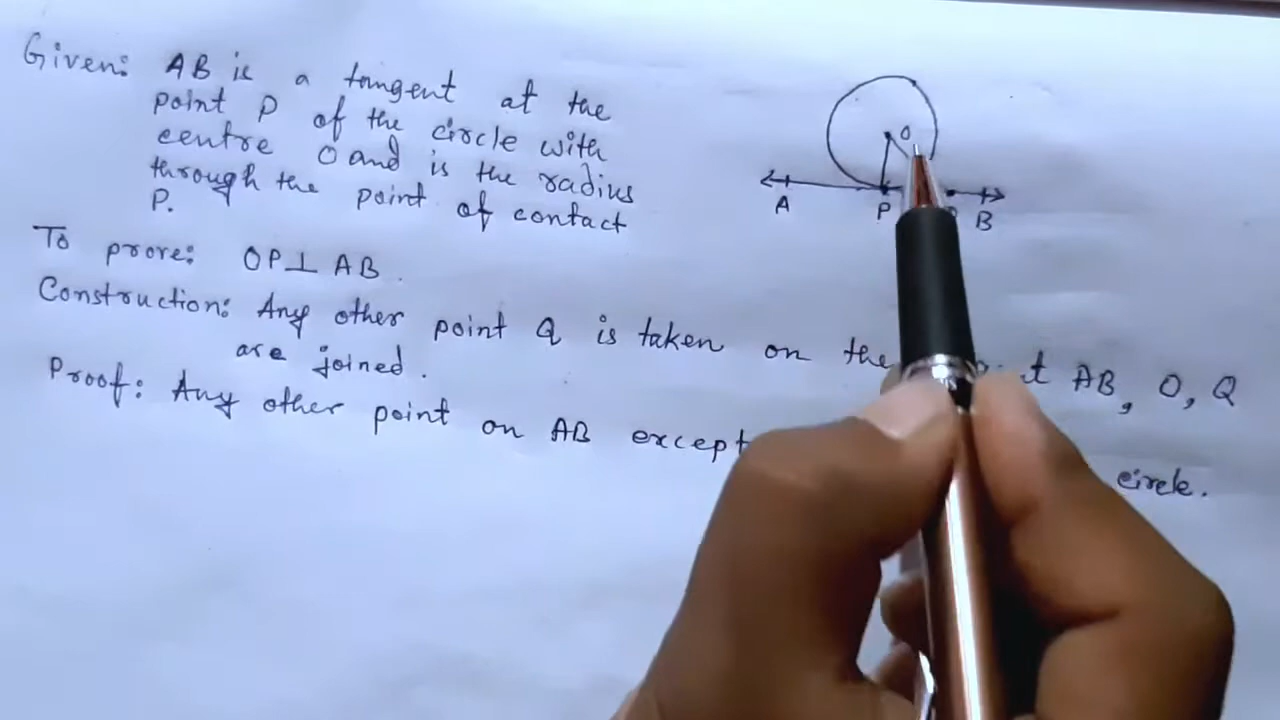 Given: AB is a tangent at the
point P of the circle with
centre O and is the radius
through the point of contact
P.
To prove: OP⊥AB.
Construction: Any other point Q is taken on the AB, O, Q
are joined.
Proof: Any other point on AB except circle.
O
A P B